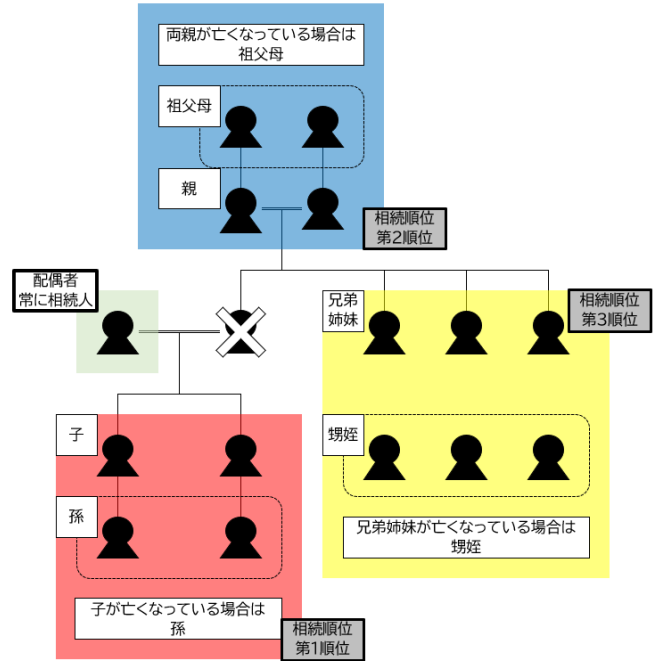 両親が亡くなっている場合は
祖父母
祖父母
親
相続順位
第2順位
配偶者
常に相続人
兄弟
姉妹
相続順位
第3順位
子
甥姪
孫
兄弟姉妹が亡くなっている場合は
甥姪
子が亡くなっている場合は
孫
相続順位
第1順位